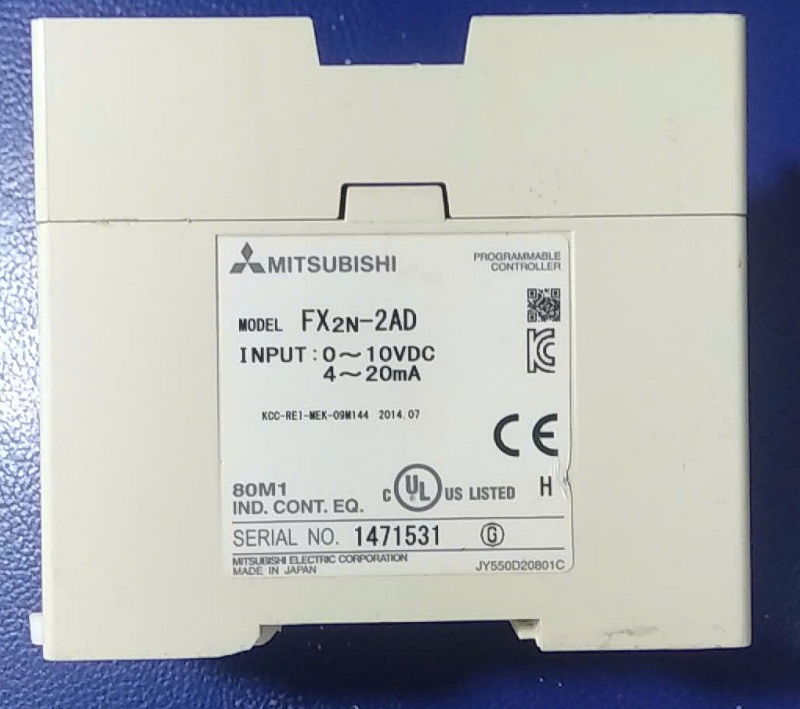 MITSUBISHI
PROGRAMMABLE
CONTROLLER
MODEL FX2N-2AD
INPUT : 0～10VDC
4～20mA
KCC-REI-MEK-09M144 2014.07
CE
80M1
IND. CONT. EQ.
C UL US LISTED H
SERIAL NO. 1471531 G
MITSUBISHI ELECTRIC CORPORATION
MADE IN JAPAN
JY550D20801C